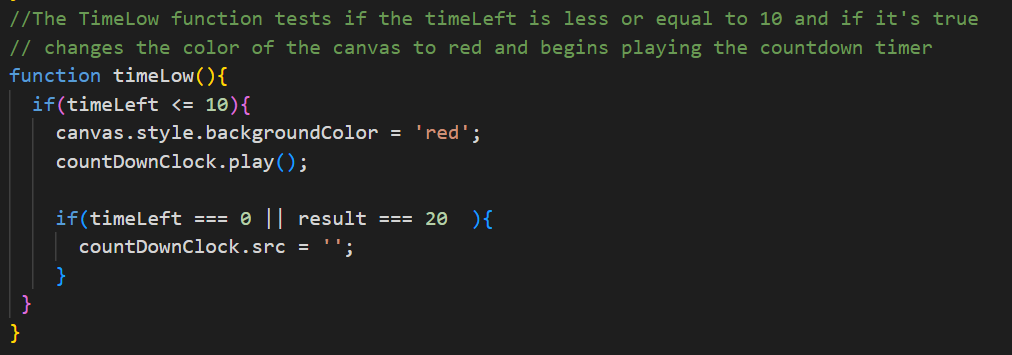 //The TimeLow function tests if the timeLeft is less or equal to 10 and if it's true
// changes the color of the canvas to red and begins playing the countdown timer
function timeLow(){
if(timeLeft <= 10){
canvas.style.backgroundColor = 'red';
countDownClock.play();
if(timeLeft === 0 || result === 20  ){
countDownClock.src = '';
}
}
}